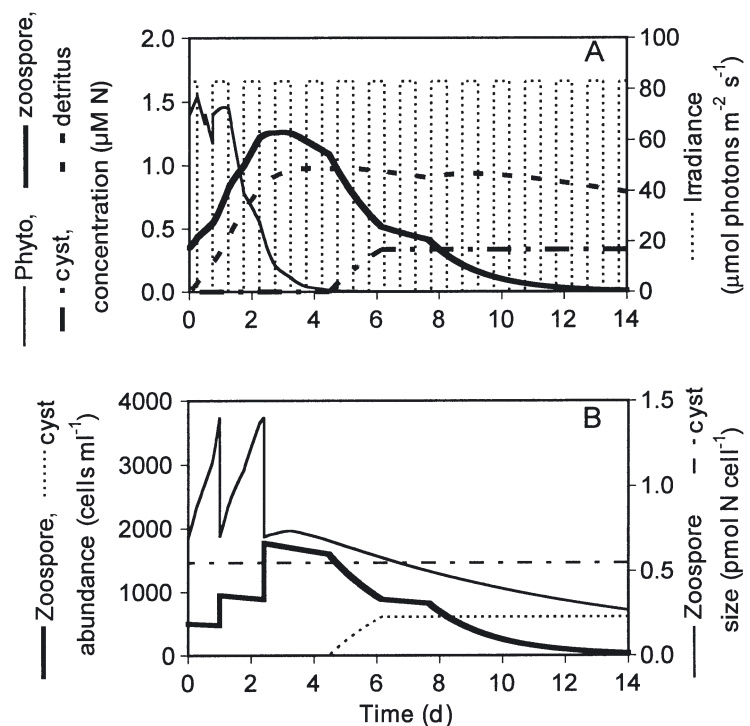 Phyto, zoospore,
cyst, detritus
concentration (µM N)
2.0
1.5
1.0
0.5
0.0
A
100
80
60
40
20
0
Irradiance
(µmol photons m-2 s-1)
0 2 4 6 8 10 12 14
Zoospore, cyst
abundance (cells ml-1)
4000
3000
2000
1000
0
B
1.5
1.0
0.5
0.0
Zoospore cyst
size (pmol N cell-1)
0 2 4 6 8 10 12 14
Time (d)